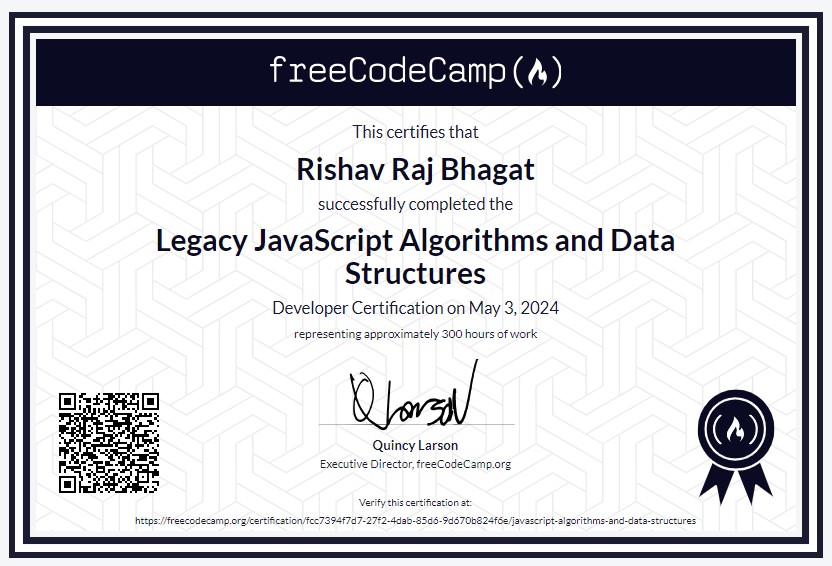 freeCodeCamp
This certifies that
Rishav Raj Bhagat
successfully completed the
Legacy JavaScript Algorithms and Data
Structures
Developer Certification on May 3, 2024
representing approximately 300 hours of work
Q Larson
Quincy Larson
Executive Director, freeCodeCamp.org
Verify this certification at:
https://freecodecamp.org/certification/fcc7394f7d7-27f2-4dab-85d6-9d670b824f6e/javascript-algorithms-and-data-structures